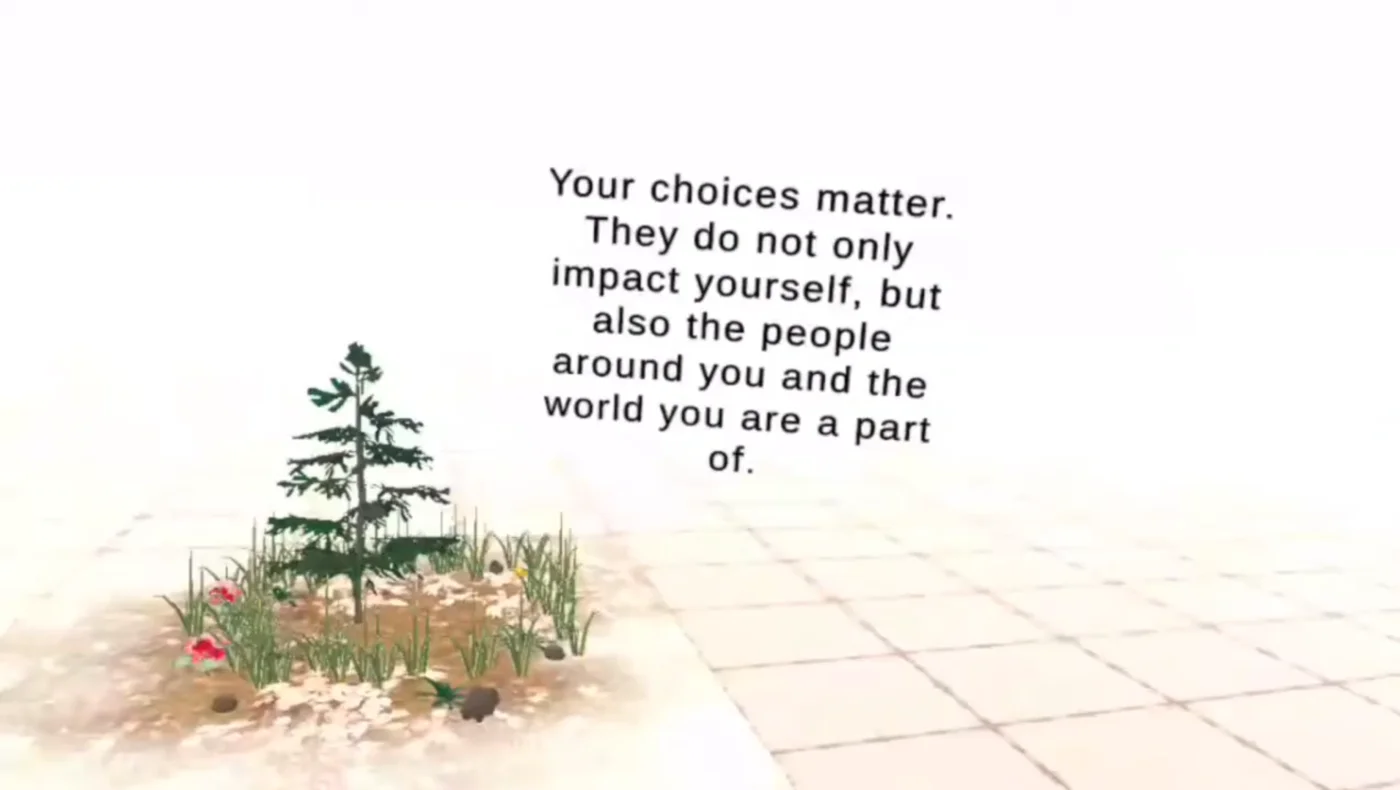 Your choices matter.
They do not only
impact yourself, but
also the people
around you and the
world you are a part
of.